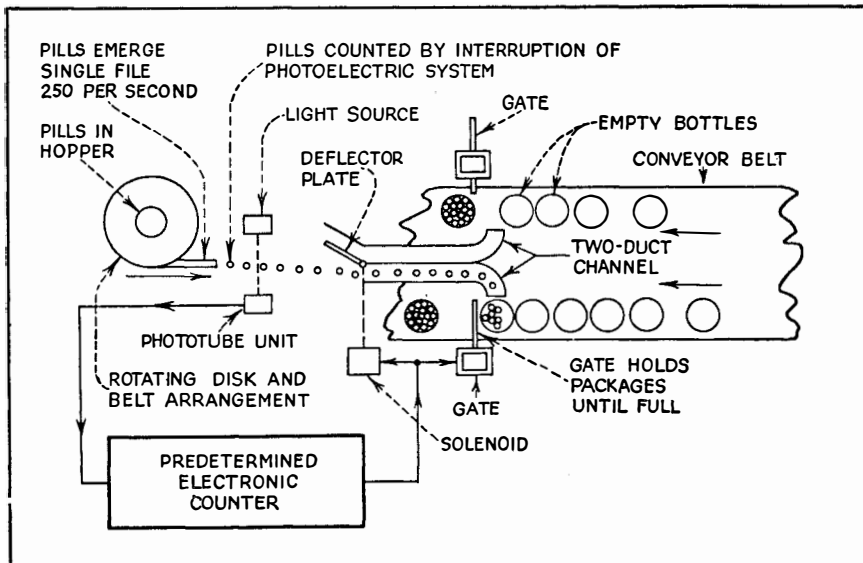 PILLS EMERGE
SINGLE FILE
250 PER SECOND
PILLS COUNTED BY INTERRUPTION OF
PHOTOELECTRIC SYSTEM
PILLS IN
HOPPER
LIGHT SOURCE
DEFLECTOR
PLATE
GATE
EMPTY BOTTLES
CONVEYOR BELT
TWO-DUCT
CHANNEL
PHOTOTUBE UNIT
ROTATING DISK AND
BELT ARRANGEMENT
SOLENOID
GATE
GATE HOLDS
PACKAGES
UNTIL FULL
PREDETERMINED
ELECTRONIC
COUNTER